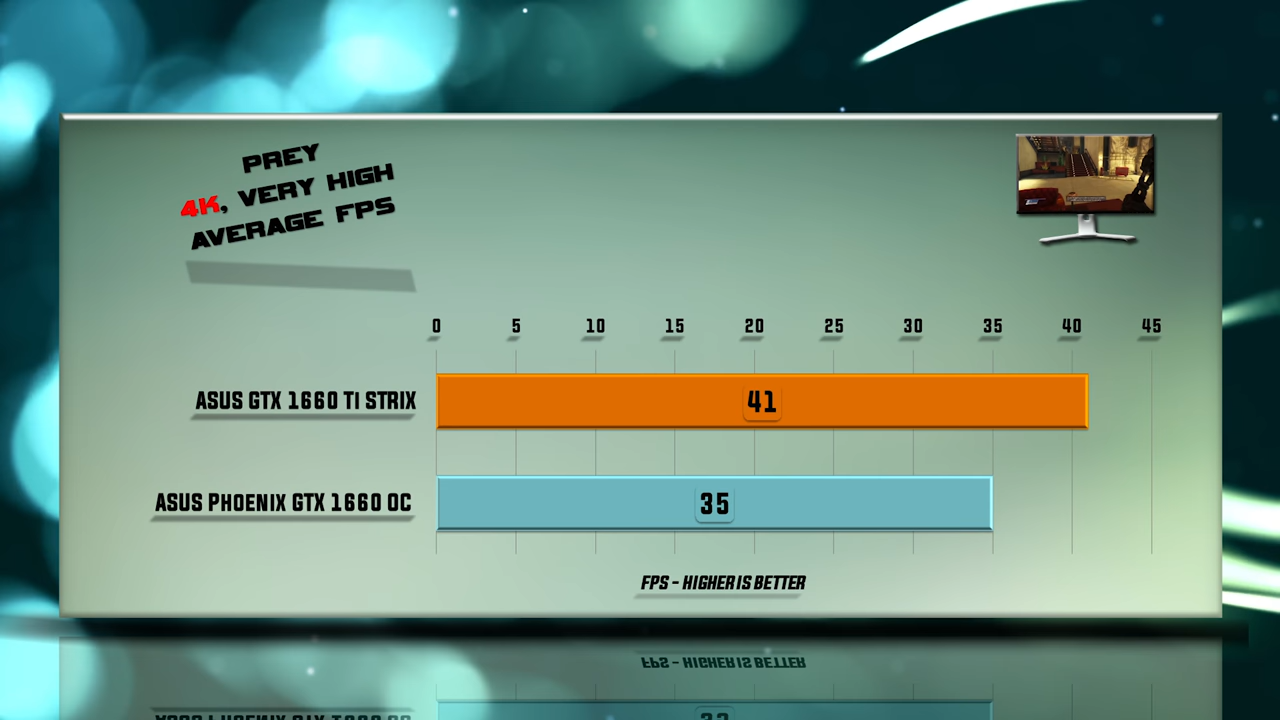 PREY
4K, VERY HIGH
AVERAGE FPS
0 5 10 15 20 25 30 35 40 45
ASUS GTX 1660 TI STRIX
41
ASUS PHOENIX GTX 1660 OC
35
FPS - HIGHER IS BETTER